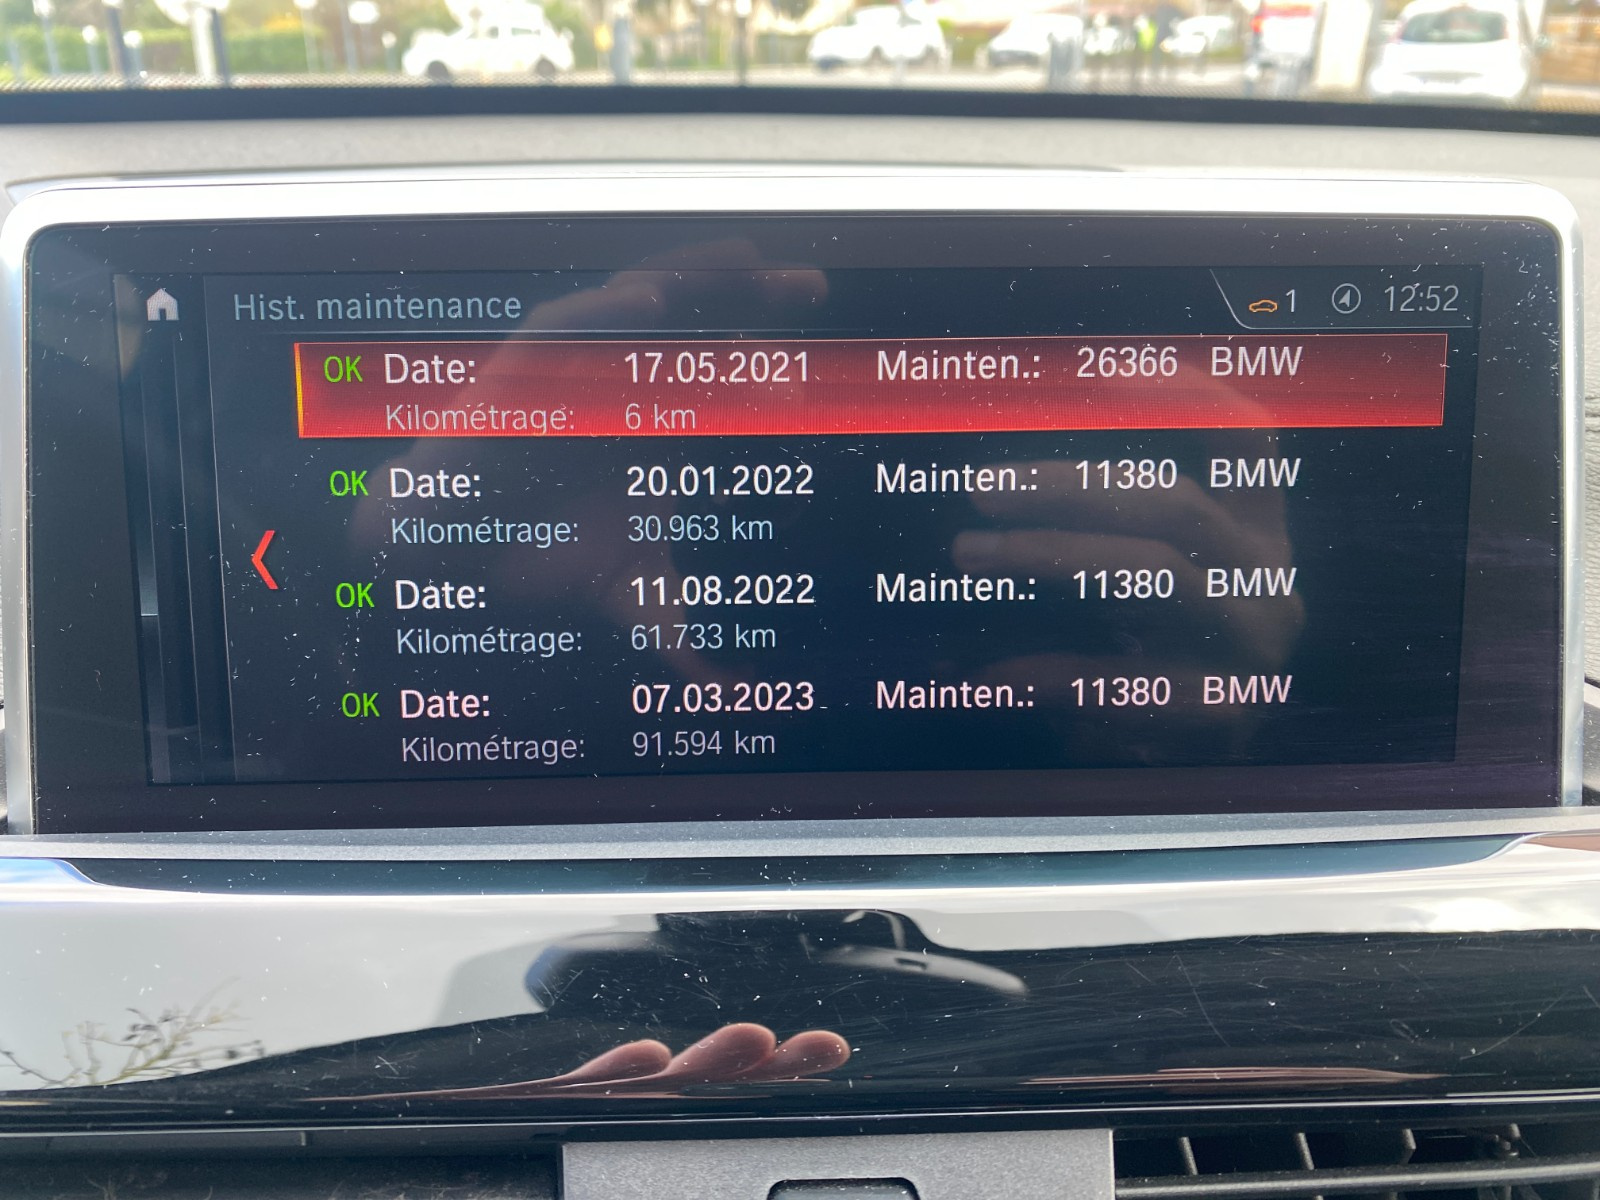 Hist. maintenance 1 12:52
OK Date: 17.05.2021 Mainten.: 26366 BMW
Kilométrage: 6 km
OK Date: 20.01.2022 Mainten.: 11380 BMW
Kilométrage: 30.963 km
OK Date: 11.08.2022 Mainten.: 11380 BMW
Kilométrage: 61.733 km
OK Date: 07.03.2023 Mainten.: 11380 BMW
Kilométrage: 91.594 km